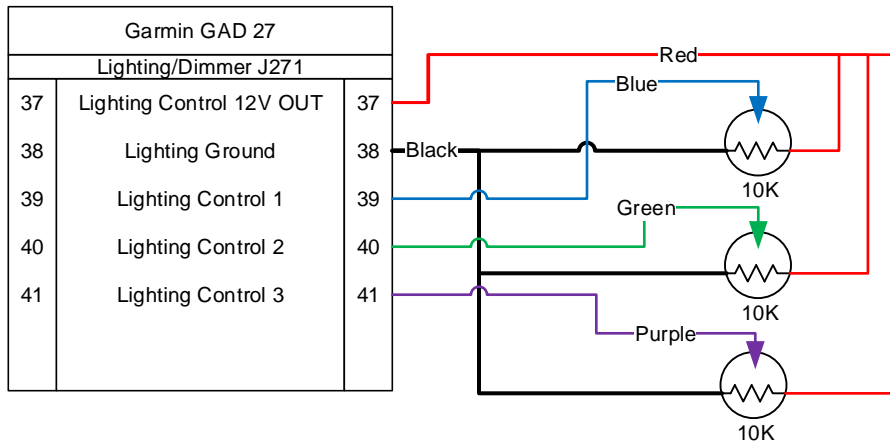 Garmin GAD 27
Lighting/Dimmer J271
37 Lighting Control 12V OUT 37
38 Lighting Ground 38
39 Lighting Control 1 39
40 Lighting Control 2 40
41 Lighting Control 3 41
Red
Blue
Black
10K
Green
10K
Purple
10K